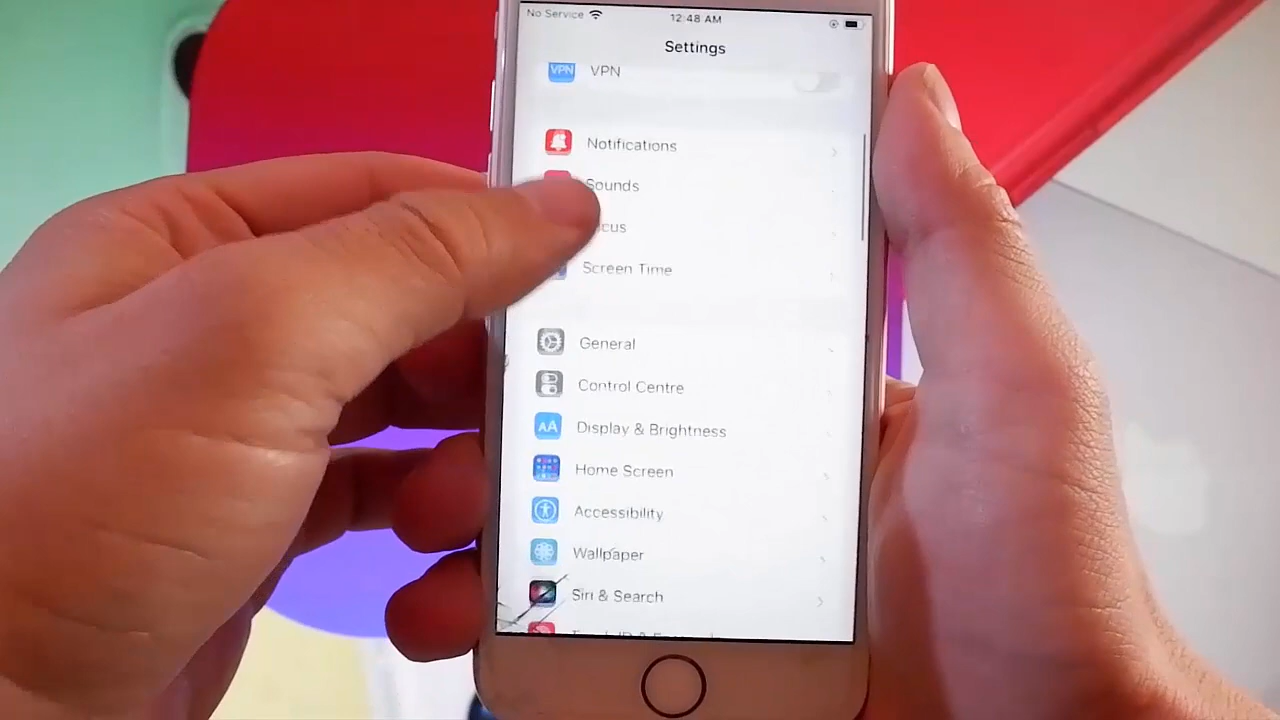 No Service 12:48 AM
Settings
VPN VPN
Notifications
Sounds
cus
Screen Time
General
Control Centre
AA Display & Brightness
Home Screen
Accessibility
Wallpaper
Siri & Search